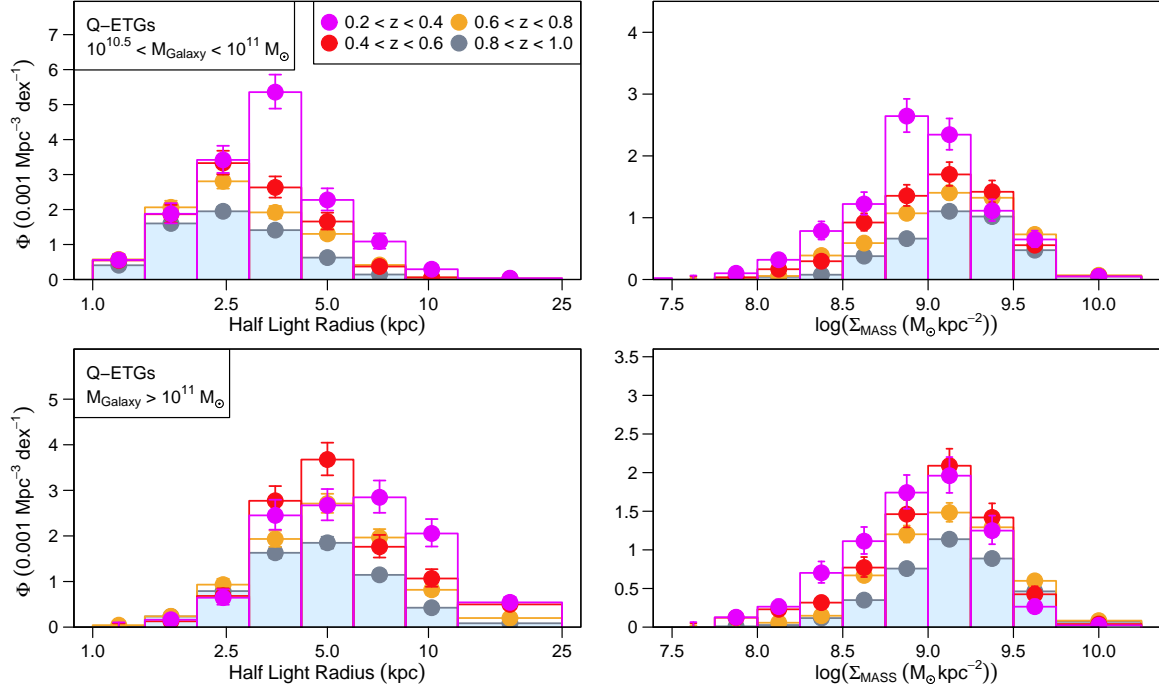 Q−ETGs
10^10.5 < M_Galaxy < 10^11 M_⊙
0.2 < z < 0.4
0.6 < z < 0.8
0.4 < z < 0.6
0.8 < z < 1.0
Φ (0.001 Mpc^−3 dex^−1)
0 1 2 3 4 5 6 7
1.0 2.5 5.0 10 25
Half Light Radius (kpc)
0 1 2 3 4
7.5 8.0 8.5 9.0 9.5 10.0
log(Σ_MASS (M_⊙kpc^−2))
Q−ETGs
M_Galaxy > 10^11 M_⊙
Φ (0.001 Mpc^−3 dex^−1)
0 1 2 3 4 5
1.0 2.5 5.0 10 25
Half Light Radius (kpc)
0 0.5 1 1.5 2 2.5 3 3.5
7.5 8.0 8.5 9.0 9.5 10.0
log(Σ_MASS (M_⊙kpc^−2))